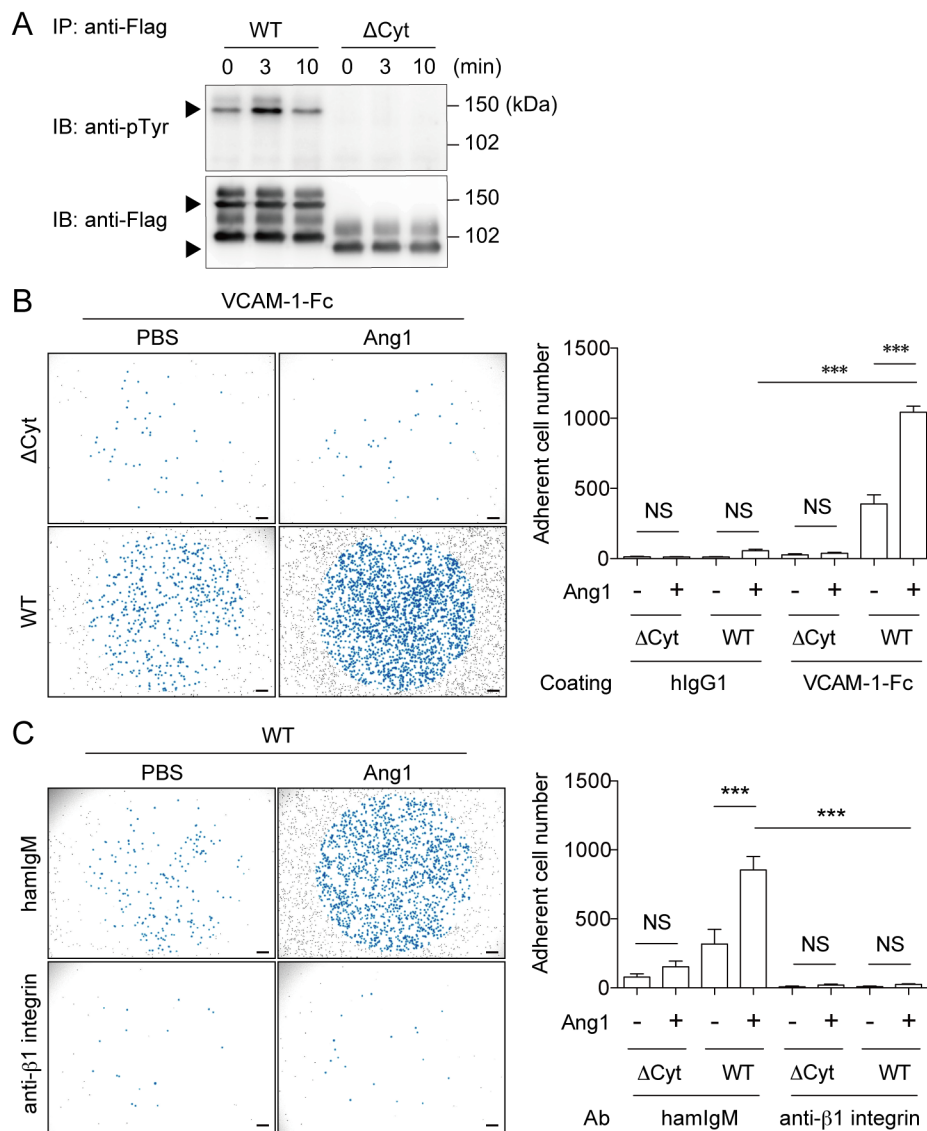 A
IP: anti-Flag
WT ΔCyt
0 3 10 0 3 10 (min)
IB: anti-pTyr
150 (kDa)
102
IB: anti-Flag
150
102
B
VCAM-1-Fc
PBS Ang1
ΔCyt
WT
Adherent cell number
1500
1000
500
0
NS NS NS *** ***
Ang1 - + - + - + - +
ΔCyt WT ΔCyt WT
Coating hIgG1 VCAM-1-Fc
C
WT
PBS Ang1
hamIgM
anti-β1 integrin
Adherent cell number
1500
1000
500
0
NS *** *** NS NS
Ang1 - + - + - + - +
ΔCyt WT ΔCyt WT
Ab hamIgM anti-β1 integrin